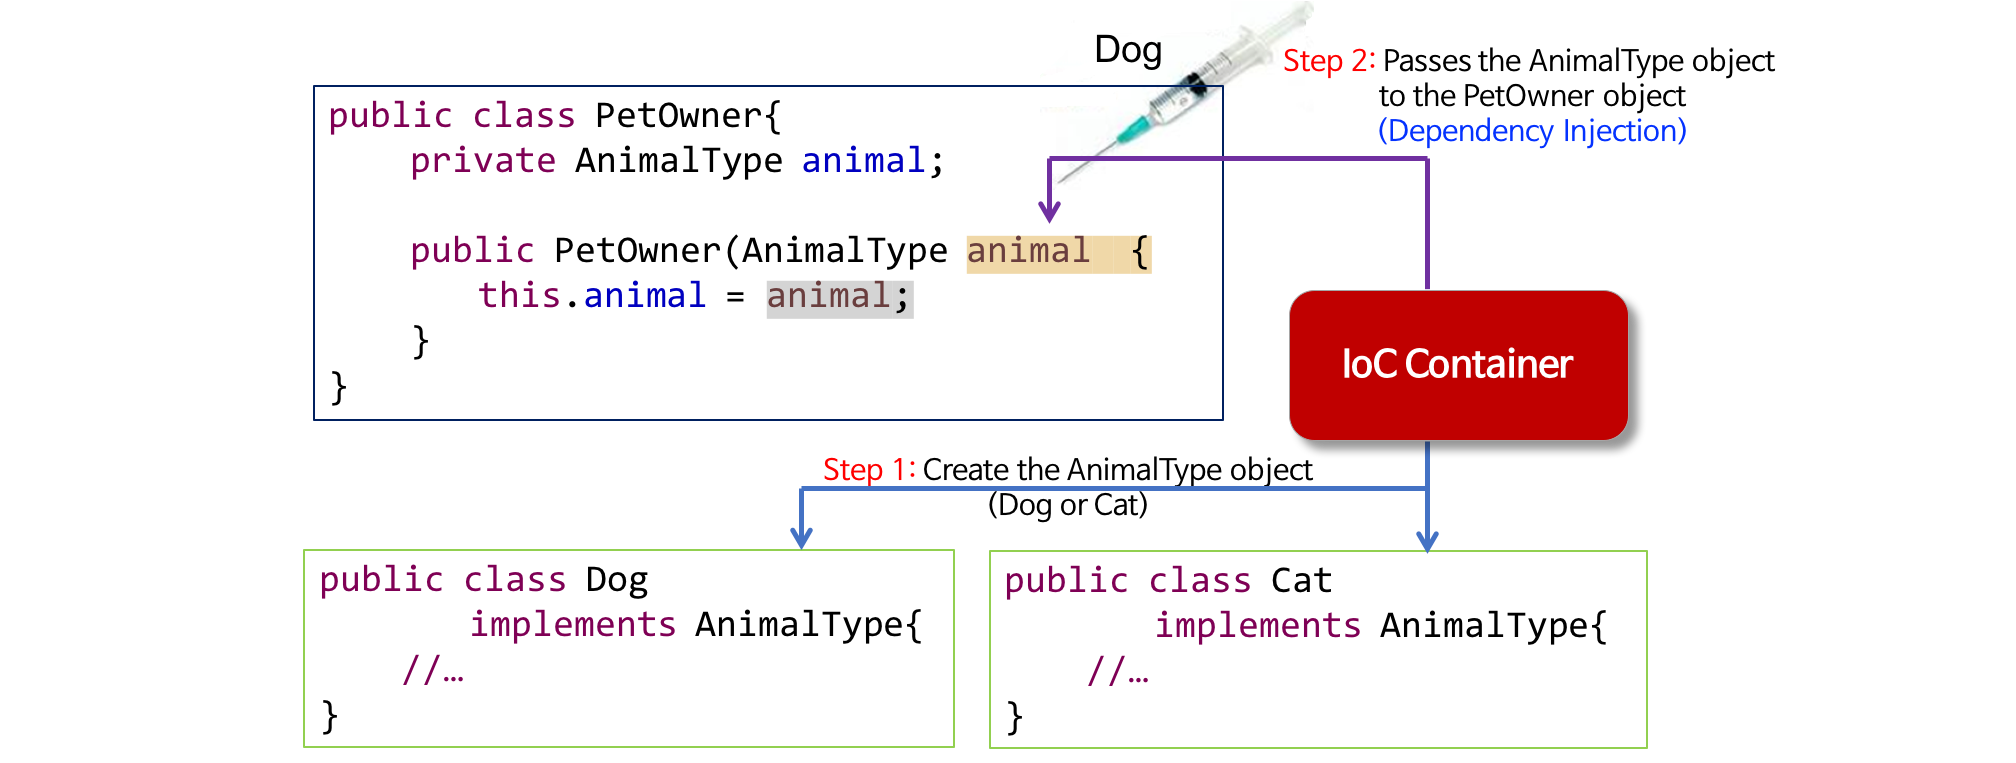 Dog
Step 2: Passes the AnimalType object
to the PetOwner object
(Dependency Injection)
public class PetOwner{
private AnimalType animal;
public PetOwner(AnimalType animal {
this.animal = animal;
}
}
IoC Container
Step 1: Create the AnimalType object
(Dog or Cat)
public class Dog
implements AnimalType{
//…
}
public class Cat
implements AnimalType{
//…
}